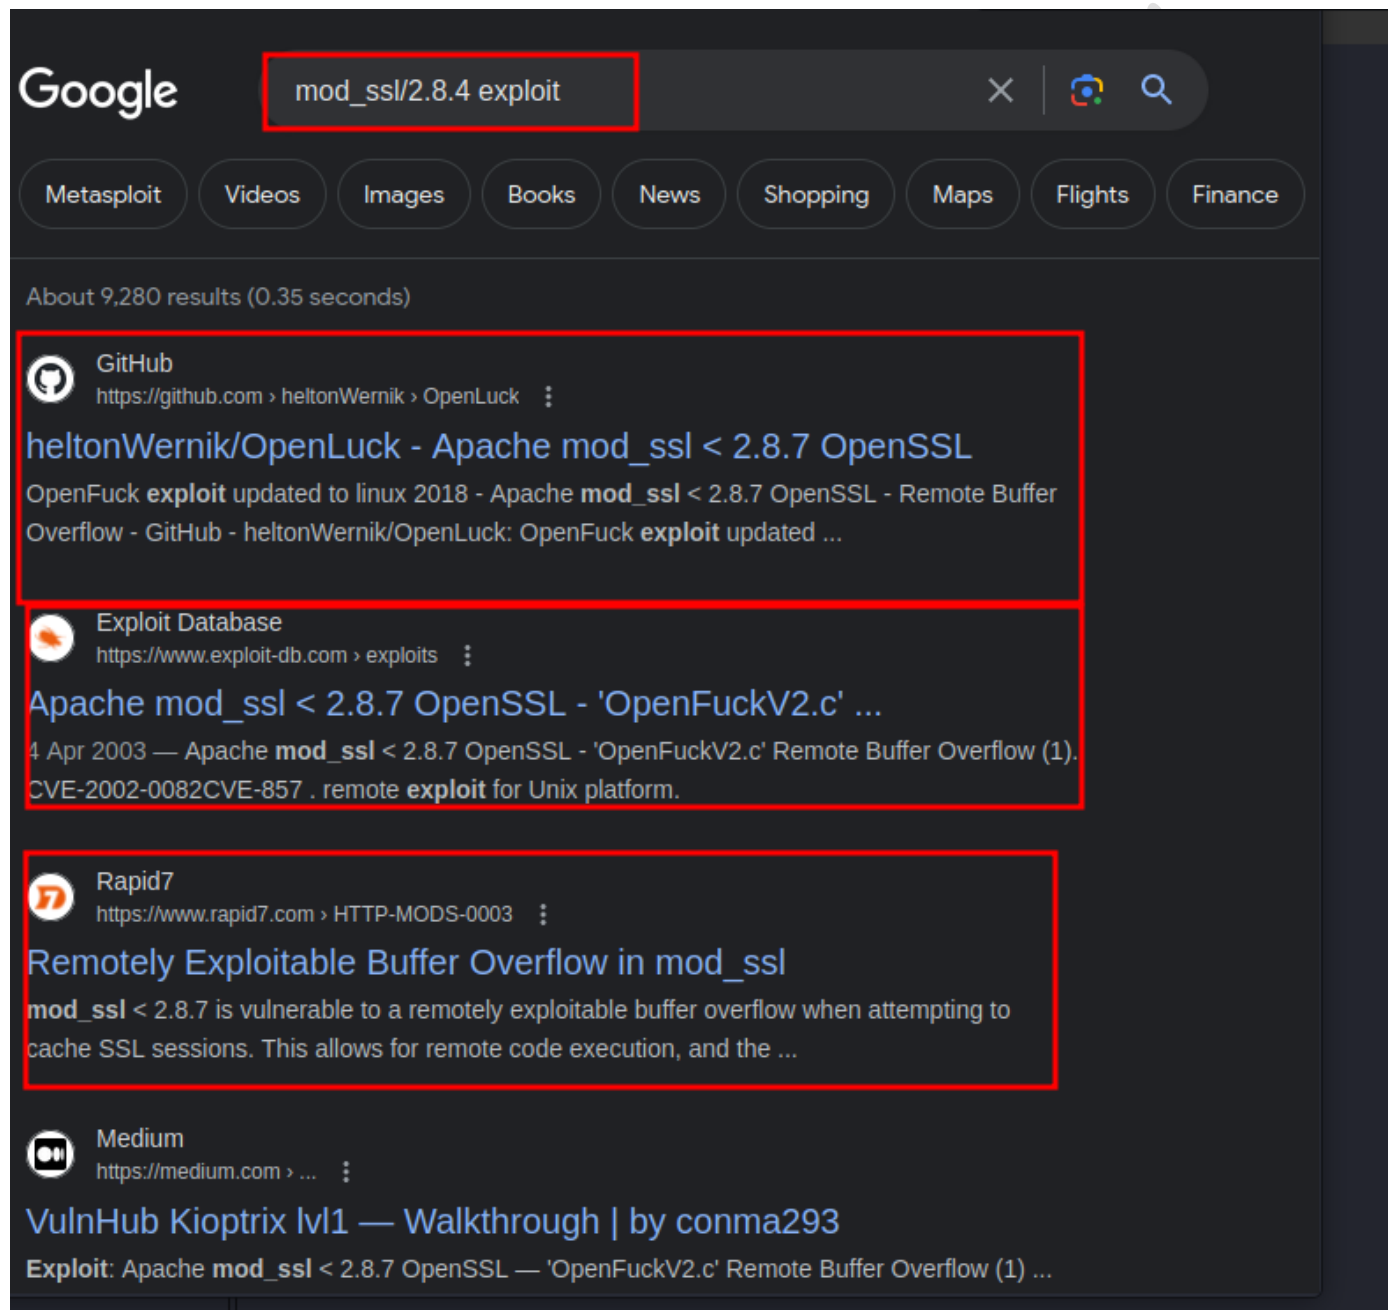 Google
mod_ssl/2.8.4 exploit
Metasploit Videos Images Books News Shopping Maps Flights Finance
About 9,280 results (0.35 seconds)
GitHub
https://github.com › heltonWernik › OpenLuck
heltonWernik/OpenLuck - Apache mod_ssl < 2.8.7 OpenSSL
OpenFuck exploit updated to linux 2018 - Apache mod_ssl < 2.8.7 OpenSSL - Remote Buffer
Overflow - GitHub - heltonWernik/OpenLuck: OpenFuck exploit updated ...
Exploit Database
https://www.exploit-db.com › exploits
Apache mod_ssl < 2.8.7 OpenSSL - 'OpenFuckV2.c' ...
4 Apr 2003 — Apache mod_ssl < 2.8.7 OpenSSL - 'OpenFuckV2.c' Remote Buffer Overflow (1).
CVE-2002-0082CVE-857 . remote exploit for Unix platform.
Rapid7
https://www.rapid7.com › HTTP-MODS-0003
Remotely Exploitable Buffer Overflow in mod_ssl
mod_ssl < 2.8.7 is vulnerable to a remotely exploitable buffer overflow when attempting to
cache SSL sessions. This allows for remote code execution, and the ...
Medium
https://medium.com › ...
VulnHub Kioptrix lvl1 — Walkthrough | by conma293
Exploit: Apache mod_ssl < 2.8.7 OpenSSL — 'OpenFuckV2.c' Remote Buffer Overflow (1) ...